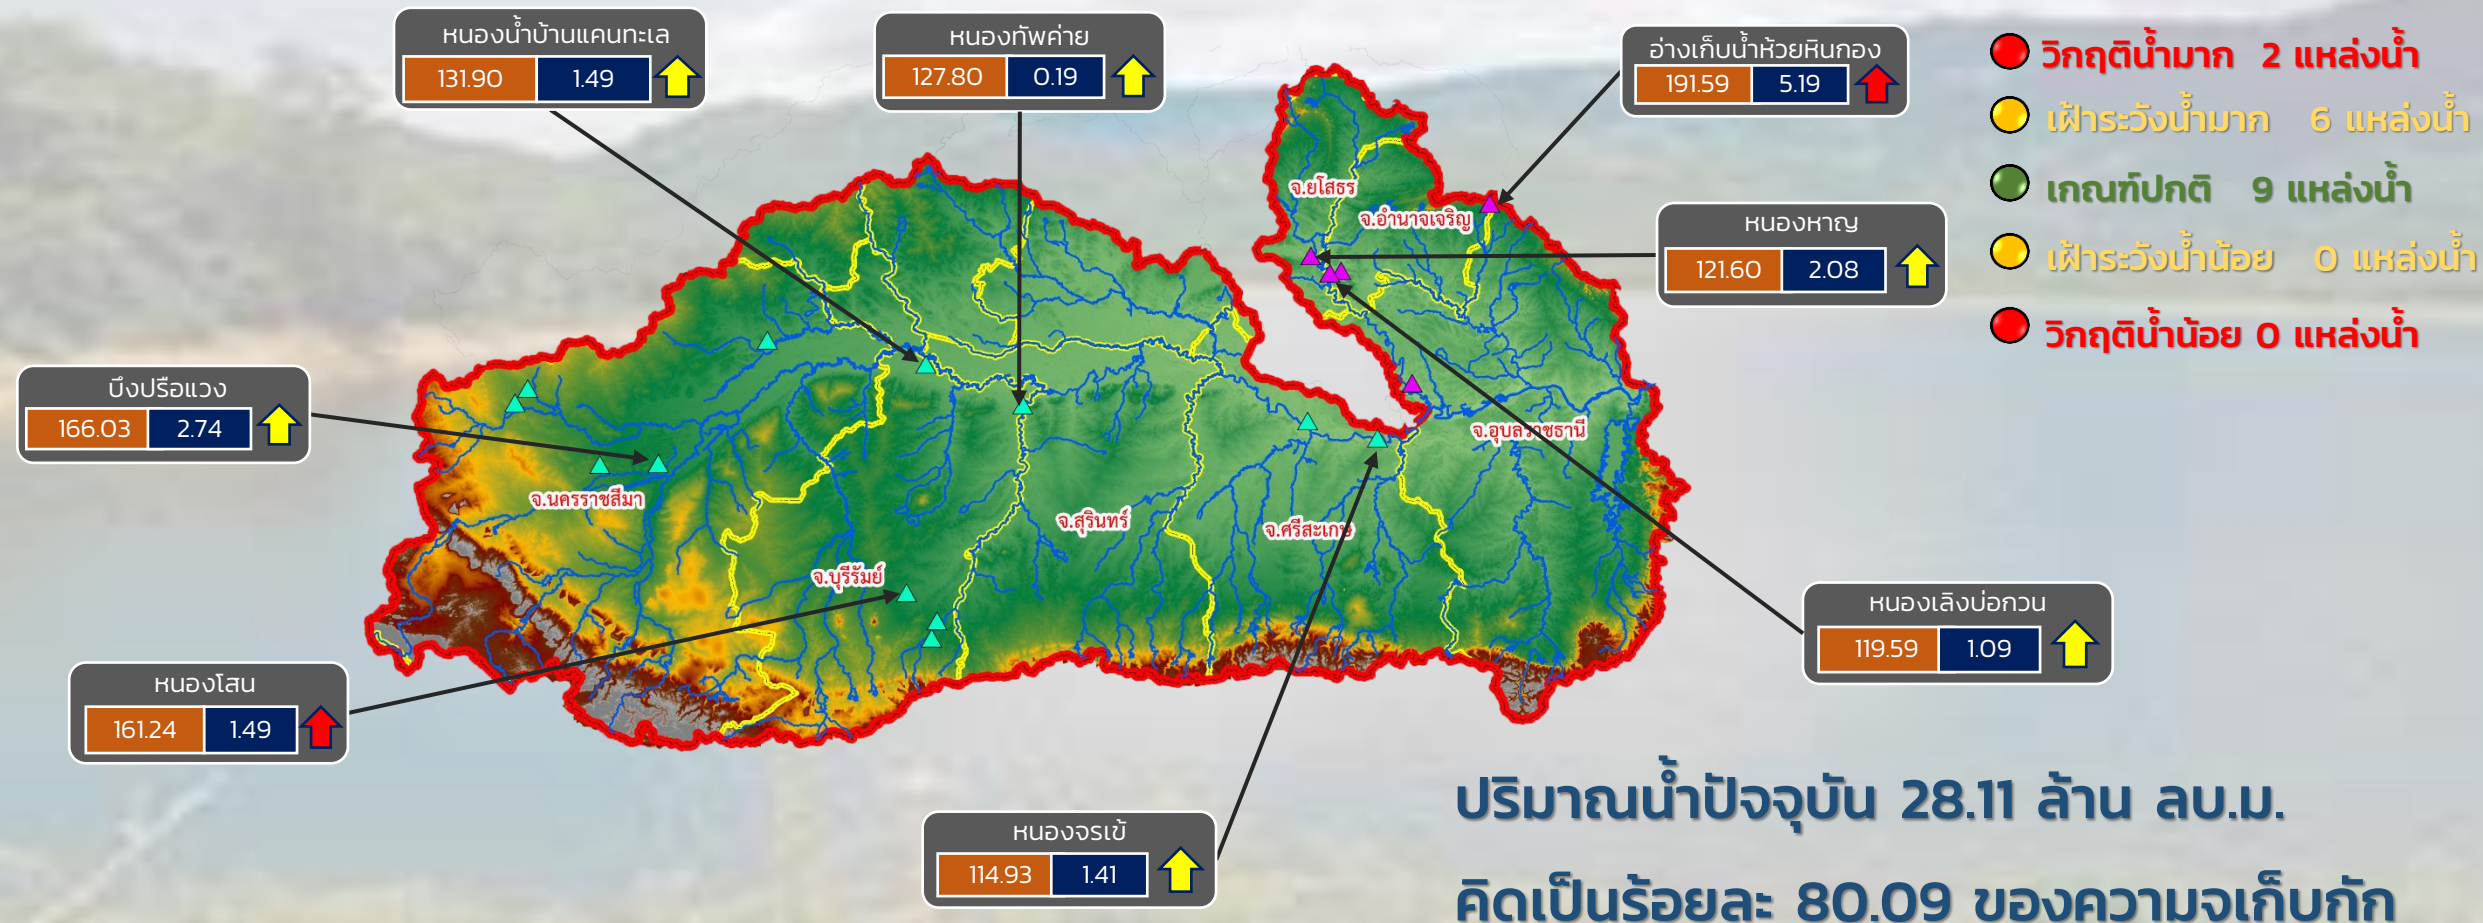 หนองน้ำบ้านแคนทะเล
131.90 1.49
หนองทัพค่าย
127.80 0.19
อ่างเก็บน้ำห้วยหินกอง
191.59 5.19
วิกฤติน้ำมาก 2 แหล่งน้ำ
เฝ้าระวังน้ำมาก 6 แหล่งน้ำ
เกณฑ์ปกติ 9 แหล่งน้ำ
เฝ้าระวังน้ำน้อย 0 แหล่งน้ำ
วิกฤติน้ำน้อย 0 แหล่งน้ำ
จ.ยโสธร
จ.อำนาจเจริญ
หนองหาญ
121.60 2.08
บึงปรือแวง
166.03 2.74
จ.อุบลราชธานี
จ.นครราชสีมา
จ.สุรินทร์
จ.ศรีสะเกษ
จ.บุรีรัมย์
หนองเลิงบ่อกวน
119.59 1.09
หนองโสน
161.24 1.49
หนองจรเข้
114.93 1.41
ปริมาณน้ำปัจจุบัน 28.11 ล้าน ลบ.ม.
คิดเป็นร้อยละ 80.09 ของความจุเก็บกัก